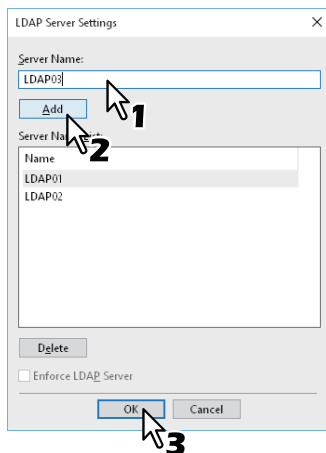 LDAP Server Settings
Server Name:
LDAP03
Add
1
Server Name List:
2
Name
LDAP01
LDAP02
Delete
Enforce LDAP Server
OK
Cancel
3